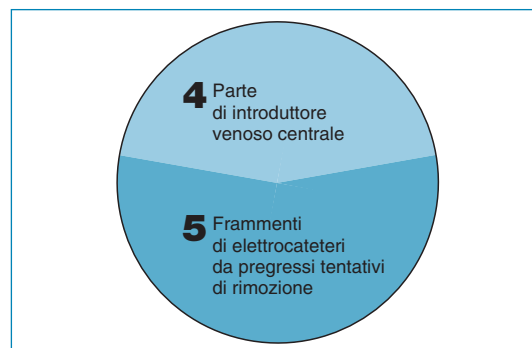 4 Parte
di introduttore
venoso centrale
5 Frammenti
di elettrocateteri
da pregressi tentativi
di rimozione